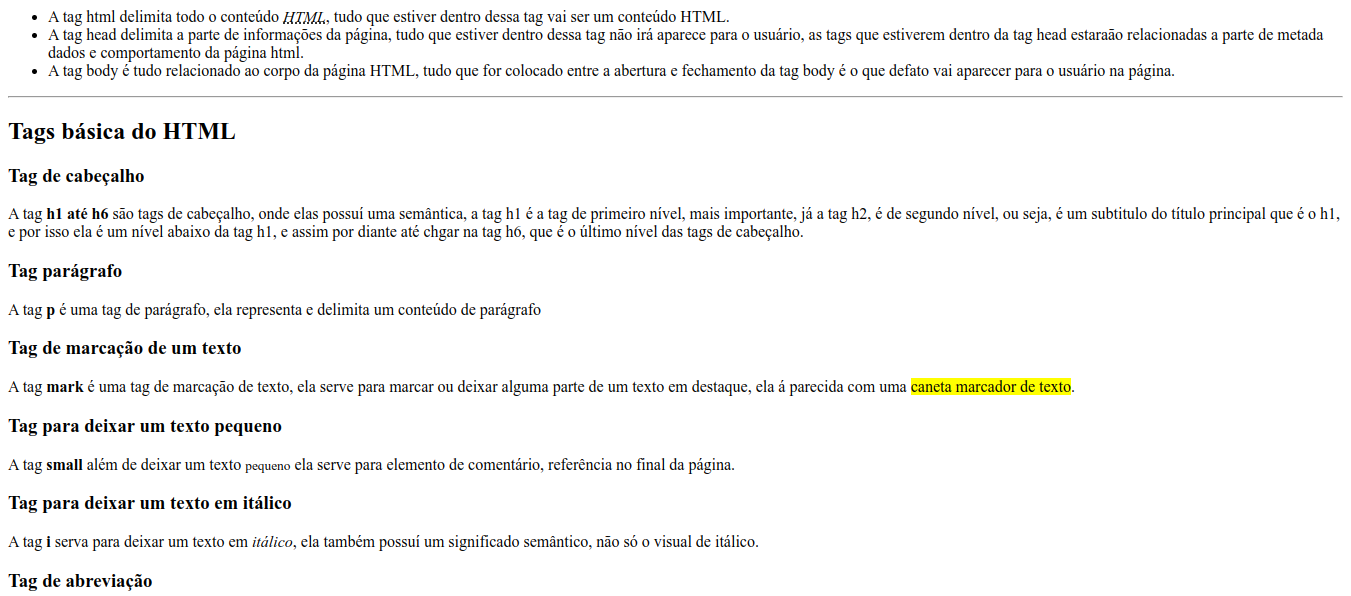 A tag html delimita todo o conteúdo HTML, tudo que estiver dentro dessa tag vai ser um conteúdo HTML.
A tag head delimita a parte de informações da página, tudo que estiver dentro dessa tag não irá aparece para o usuário, as tags que estiverem dentro da tag head estaraão relacionadas a parte de metada
dados e comportamento da página html.
A tag body é tudo relacionado ao corpo da página HTML, tudo que for colocado entre a abertura e fechamento da tag body é o que defato vai aparecer para o usuário na página.
Tags básica do HTML
Tag de cabeçalho
A tag h1 até h6 são tags de cabeçalho, onde elas possuí uma semântica, a tag h1 é a tag de primeiro nível, mais importante, já a tag h2, é de segundo nível, ou seja, é um subtitulo do título principal que é o h1,
e por isso ela é um nível abaixo da tag h1, e assim por diante até chgar na tag h6, que é o último nível das tags de cabeçalho.
Tag parágrafo
A tag p é uma tag de parágrafo, ela representa e delimita um conteúdo de parágrafo
Tag de marcação de um texto
A tag mark é uma tag de marcação de texto, ela serve para marcar ou deixar alguma parte de um texto em destaque, ela á parecida com uma caneta marcador de texto.
Tag para deixar um texto pequeno
A tag small além de deixar um texto pequeno ela serve para elemento de comentário, referência no final da página.
Tag para deixar um texto em itálico
A tag i serva para deixar um texto em itálico, ela também possuí um significado semântico, não só o visual de itálico.
Tag de abreviação